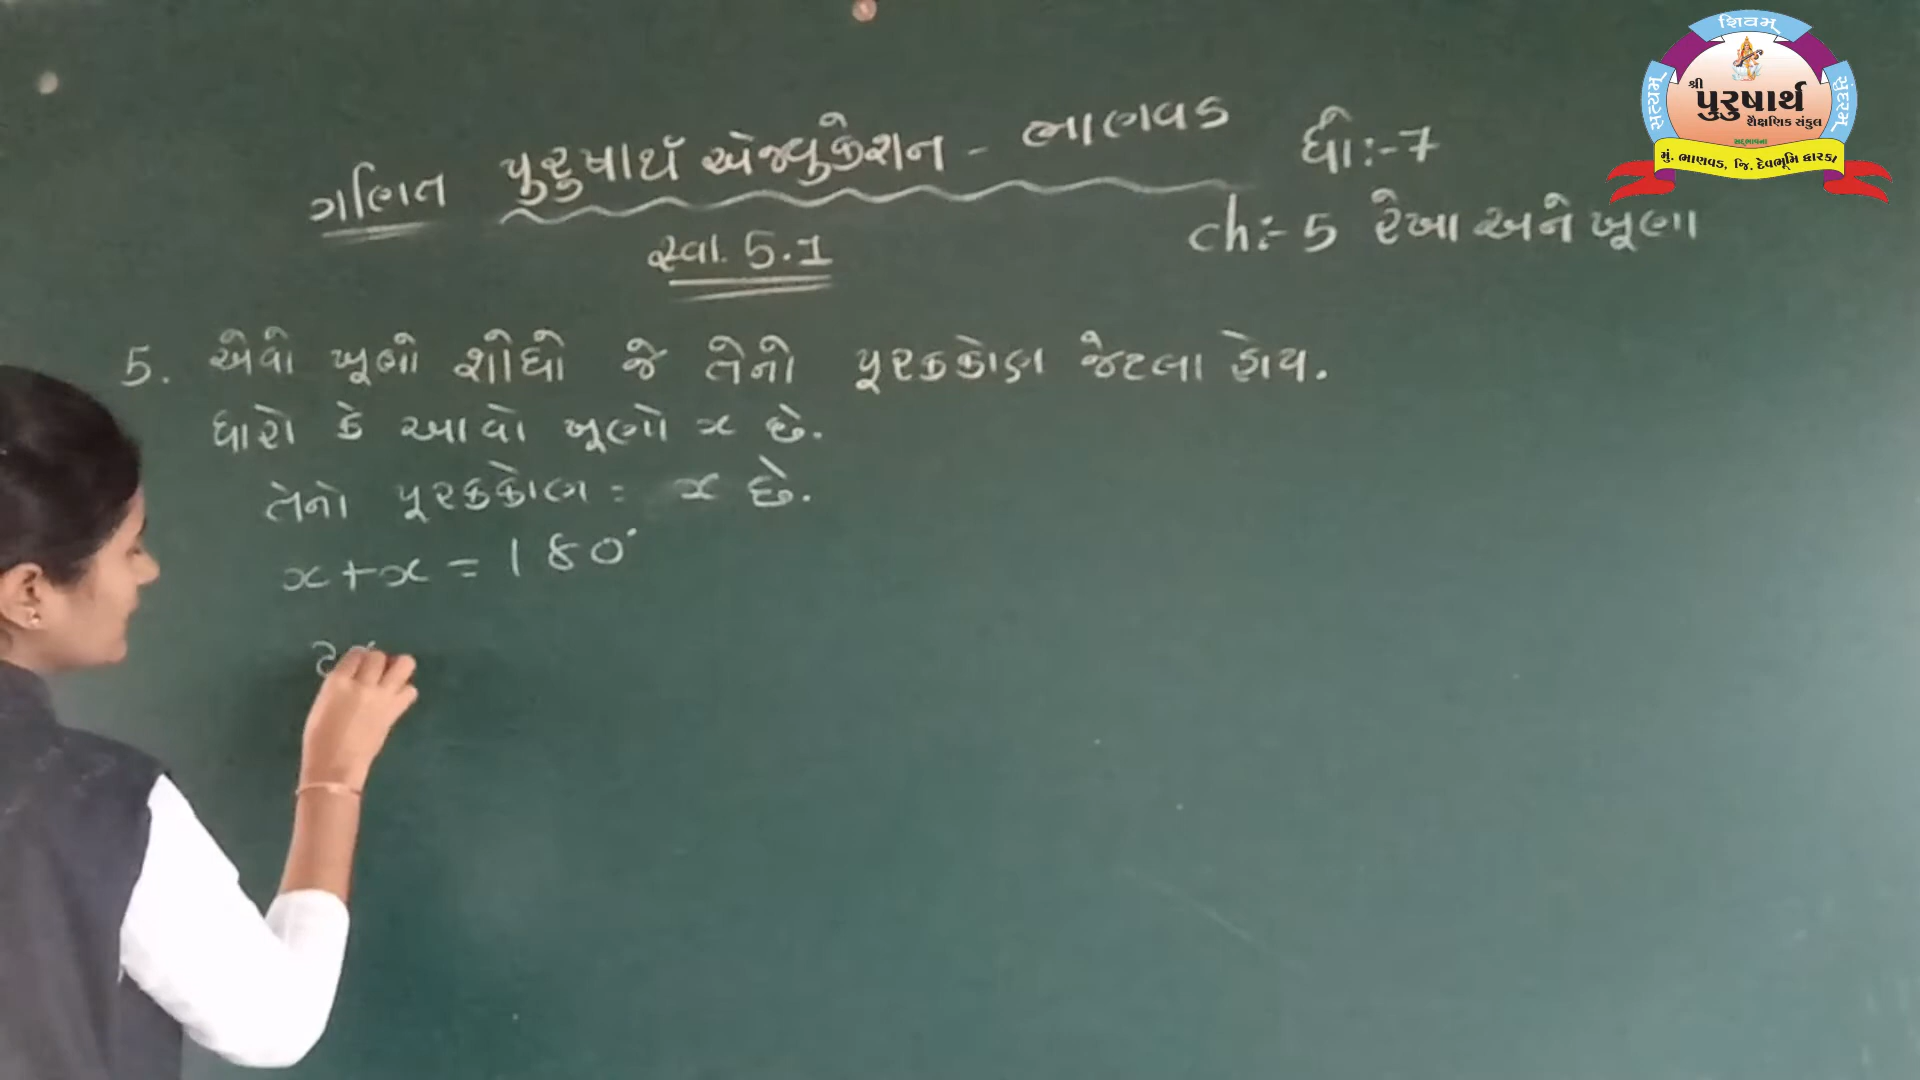 ગણિત પુરુષાર્થ એજ્યુકેશન - ભાણવડ ધો:-7
સ્વા. 5.1
ch:- 5 રેખા અને ખૂણા
5. એવો ખૂણો શોધો જે તેનો પૂરકકોણ જેટલા હોય.
ધારો કે આવો ખૂણો x છે.
તેનો પૂરકકોણ = x છે.
x+x = 180°
2x
સત્યમ્ શિવમ્ સુંદરમ્
શ્રી
પુરુષાર્થ
શૈક્ષણિક સંકુલ
મું. ભાણવડ, જિ. દેવભૂમિ દ્વારકા